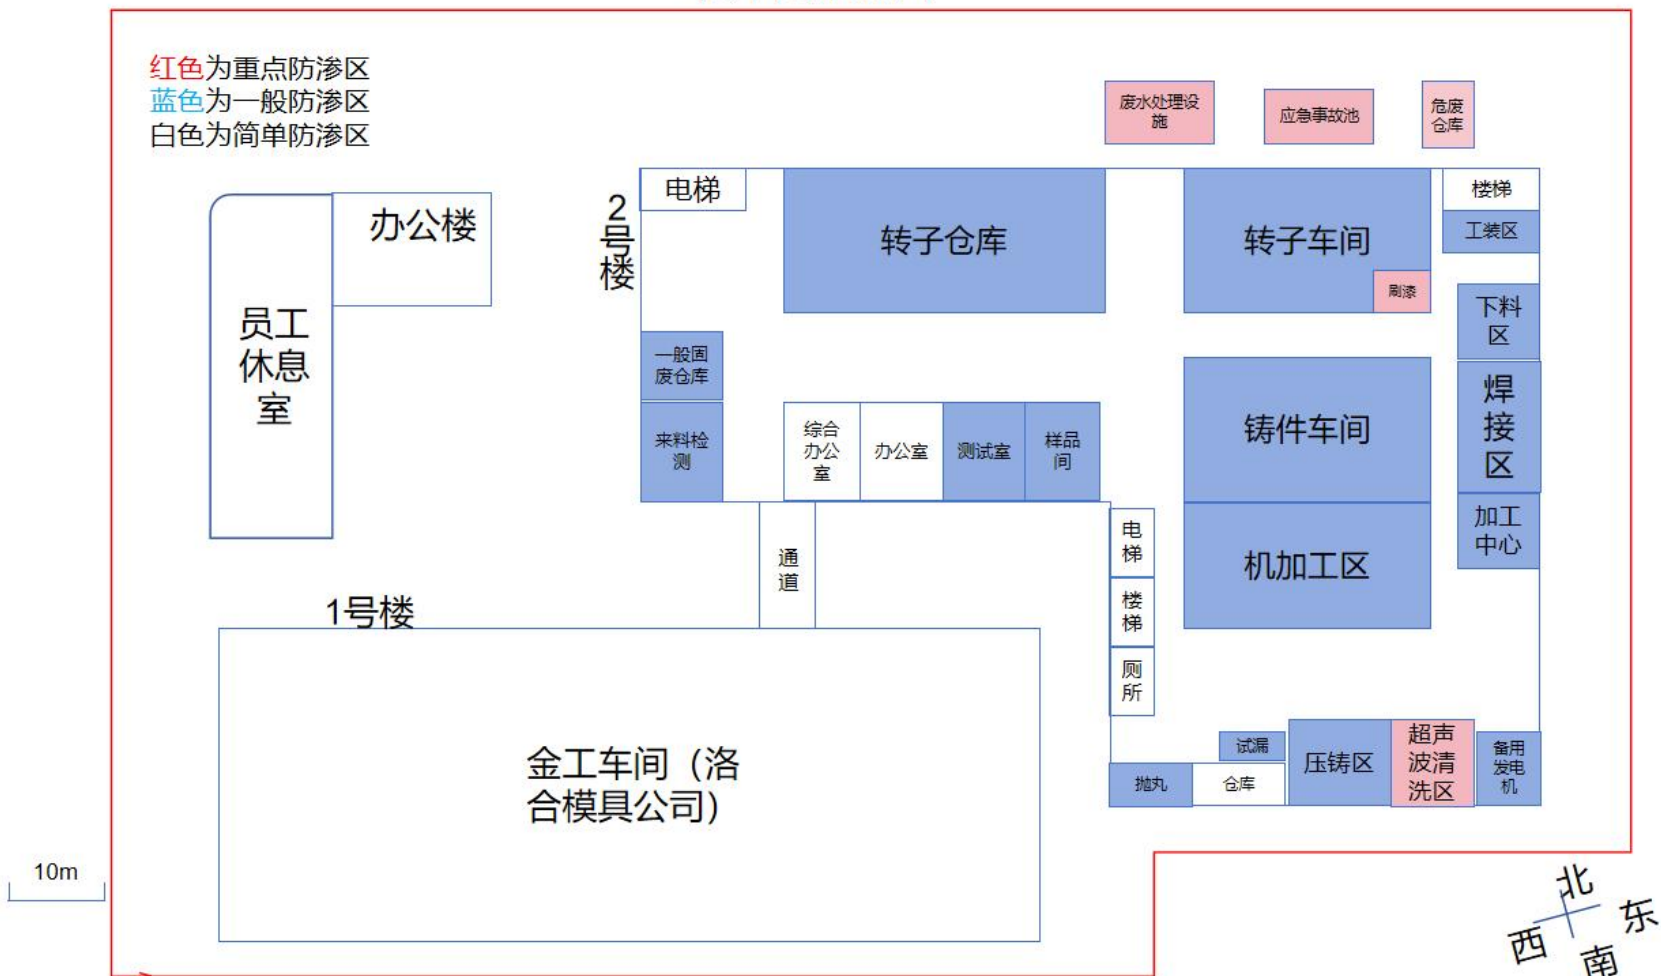 红色为重点防渗区
蓝色为一般防渗区
白色为简单防渗区
废水处理设
施
应急事故池
危废
仓库
电梯
转子仓库
转子车间
楼梯
工装区
办公楼
2号楼
刷漆
下料
区
员工
休息
室
一般固
废仓库
铸件车间
焊
接
区
来料检
测
综合
办公
室
办公室
测试室
样品
间
加工
中心
通
道
电
梯
机加工区
楼
梯
1号楼
厕
所
金工车间（洛
合模具公司）
试漏
压铸区
超声
波清
洗区
备用
发电
机
抛丸
仓库
10m
北
东
西
南